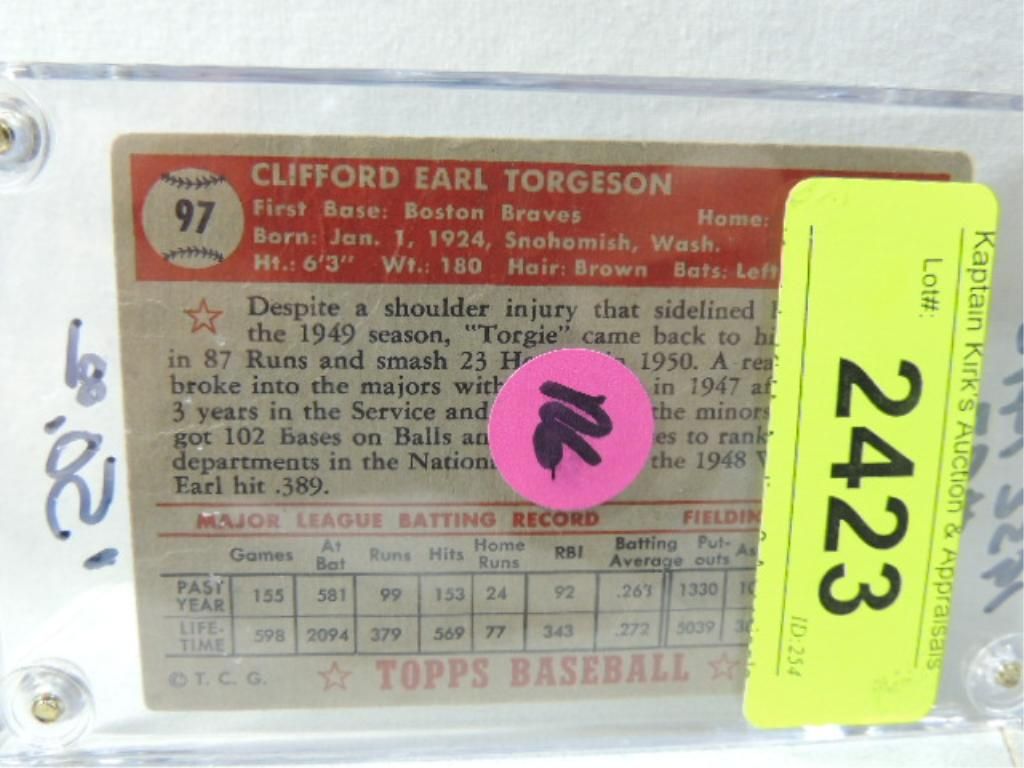 97
CLIFFORD EARL TORGESON
First Base: Boston Braves Home:
Born: Jan. 1, 1924, Snohomish, Wash.
Ht.: 6'3" Wt.: 180 Hair: Brown Bats: Left
Despite a shoulder injury that sidelined
the 1949 season, "Torgie" came back to
in 87 Runs and smash 23 in 1950. A
broke into the majors with in 1947
3 years in the Service and the minors
got 102 Bases on Balls to rank
departments in the the 1948
Earl hit .389.
MAJOR LEAGUE BATTING RECORD
Games At Bat Runs Hits Home Runs RBI Batting Average Put-outs
PAST YEAR 155 581 99 153 24 92 .263 1330
LIFE-TIME 598 2094 379 569 77 343 .272 5039
© T. C. G. TOPPS BASEBALL
Kaptain Kirk's Auction & Appraisals
Lot#:
2423
ID:254